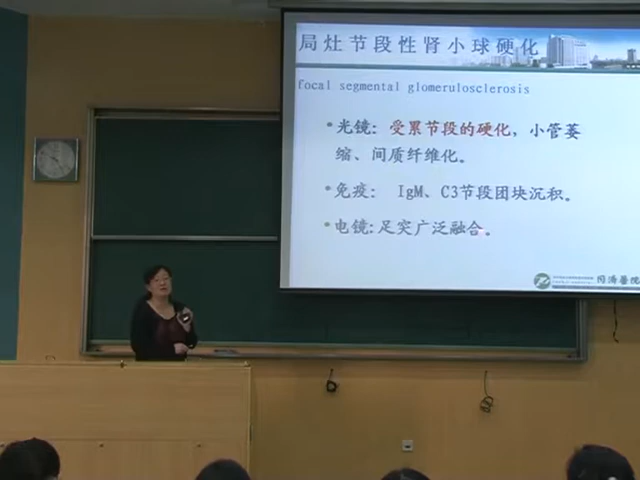 局灶节段性肾小球硬化
focal segmental glomerulosclerosis
•光镜：受累节段的硬化，小管萎
缩、间质纤维化。
•免疫： IgM、C3节段团块沉积。
•电镜：足突广泛融合。
同济医院